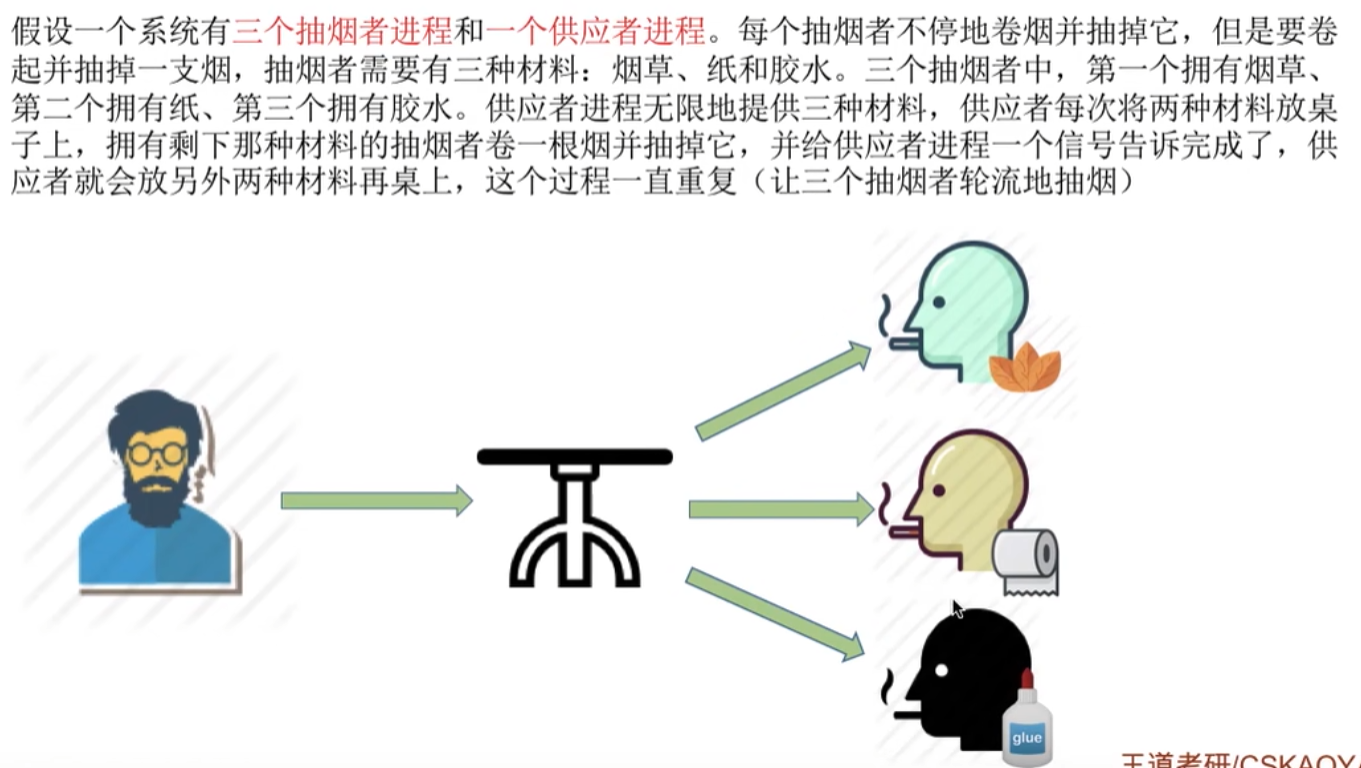 假设一个系统有三个抽烟者进程和一个供应者进程。每个抽烟者不停地卷烟并抽掉它，但是要卷
起并抽掉一支烟，抽烟者需要有三种材料：烟草、纸和胶水。三个抽烟者中，第一个拥有烟草、
第二个拥有纸、第三个拥有胶水。供应者进程无限地提供三种材料，供应者每次将两种材料放桌
子上，拥有剩下那种材料的抽烟者卷一根烟并抽掉它，并给供应者进程一个信号告诉完成了，供
应者就会放另外两种材料再桌上，这个过程一直重复（让三个抽烟者轮流地抽烟）
glue
王道考研/CSKAOYA